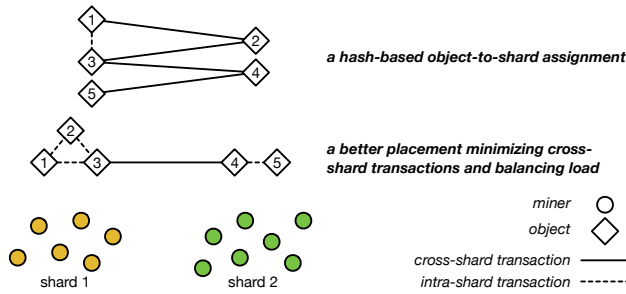 1
2
3
4
5
a hash-based object-to-shard assignment
2
1 3 4 5
a better placement minimizing cross-
shard transactions and balancing load
miner
object
cross-shard transaction
intra-shard transaction
shard 1 shard 2